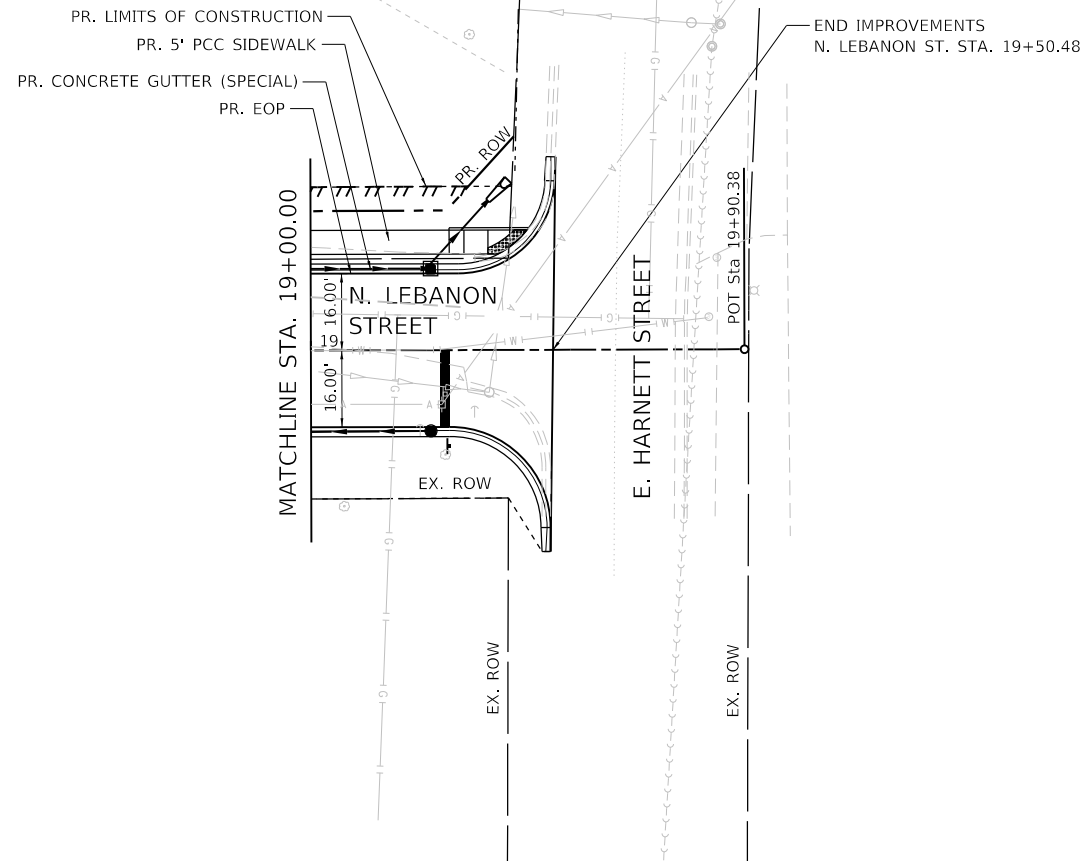 PR. LIMITS OF CONSTRUCTION
PR. 5' PCC SIDEWALK
PR. CONCRETE GUTTER (SPECIAL)
PR. EOP
END IMPROVEMENTS
N. LEBANON ST. STA. 19+50.48
PR. ROW
MATCHLINE STA. 19+00.00
16.00'
19
16.00'
N. LEBANON
STREET
E. HARNETT STREET
POT Sta 19+90.38
EX. ROW
EX. ROW
EX. ROW
G
G
G
G
G
G
G
W
W
W
A
A
A
A
A
A